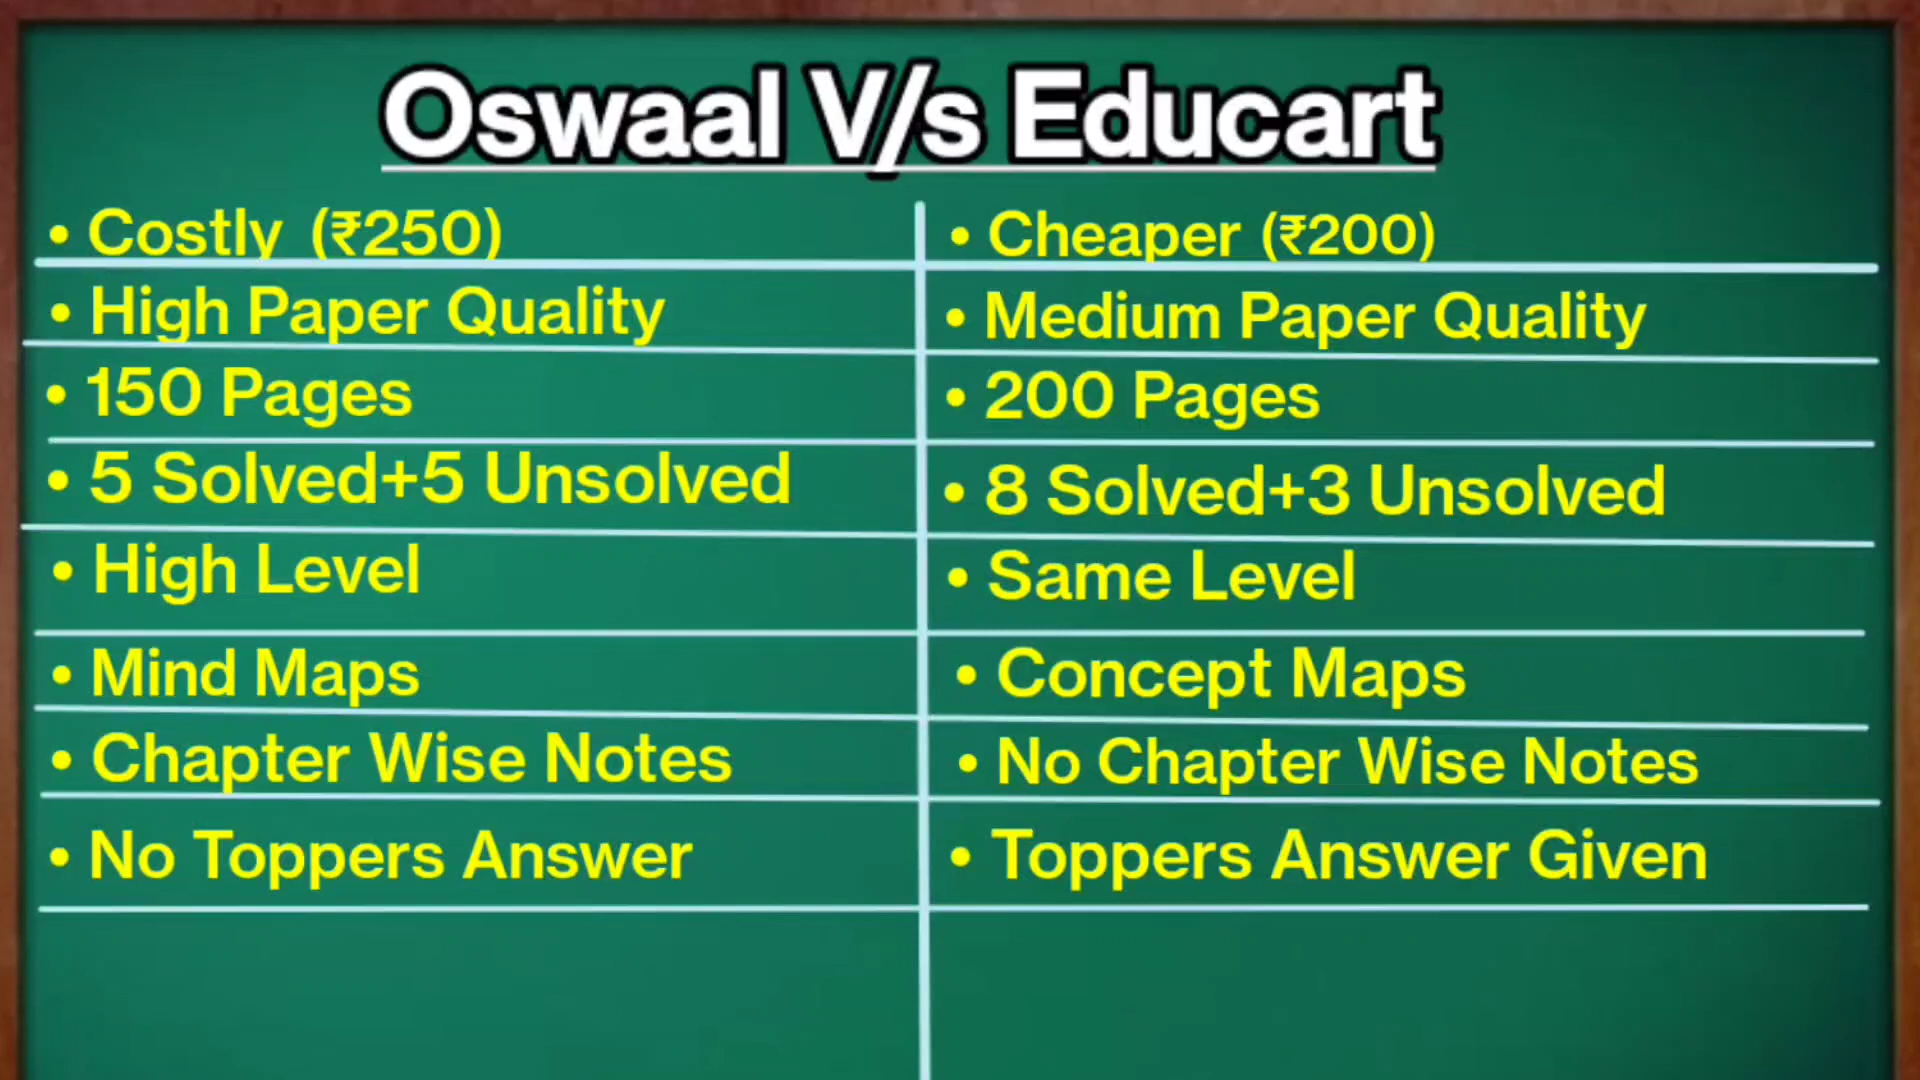 Oswaal V/s Educart
• Costly (₹250)
• Cheaper (₹200)
• High Paper Quality
• Medium Paper Quality
• 150 Pages
• 200 Pages
• 5 Solved+5 Unsolved
• 8 Solved+3 Unsolved
• High Level
• Same Level
• Mind Maps
• Concept Maps
• Chapter Wise Notes
• No Chapter Wise Notes
• No Toppers Answer
• Toppers Answer Given